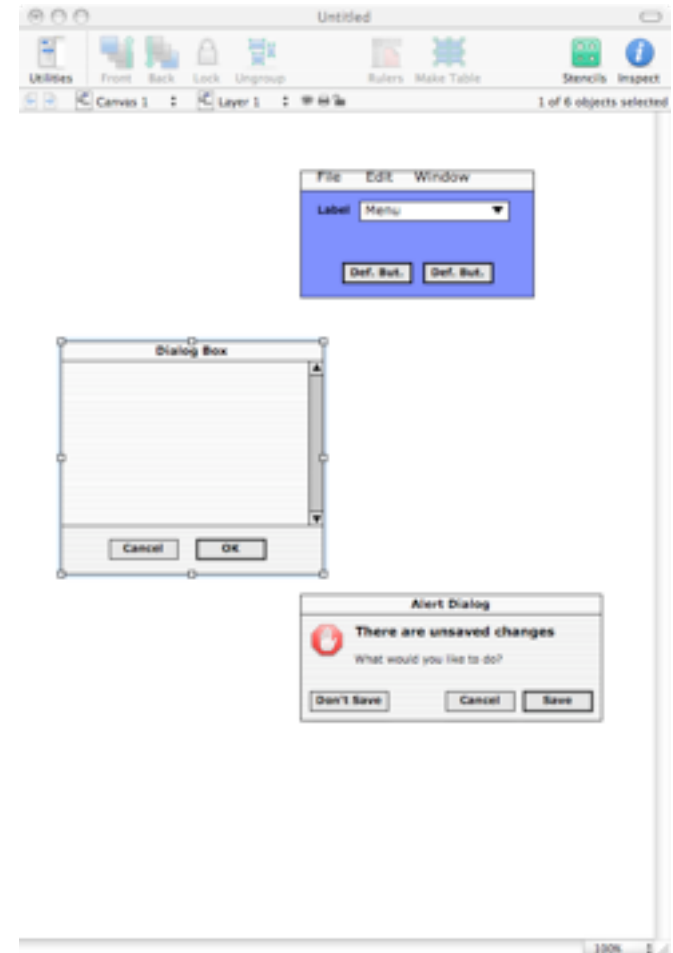 Untitled
Utilities Front Back Lock Ungroup Rulers Make Table Stencils Inspect
Canvas 1 Layer 1 1 of 6 objects selected
File Edit Window
Label Menu
Def. But. Def. But.
Dialog Box
Cancel OK
Alert Dialog
There are unsaved changes
What would you like to do?
Don't Save Cancel Save
100%